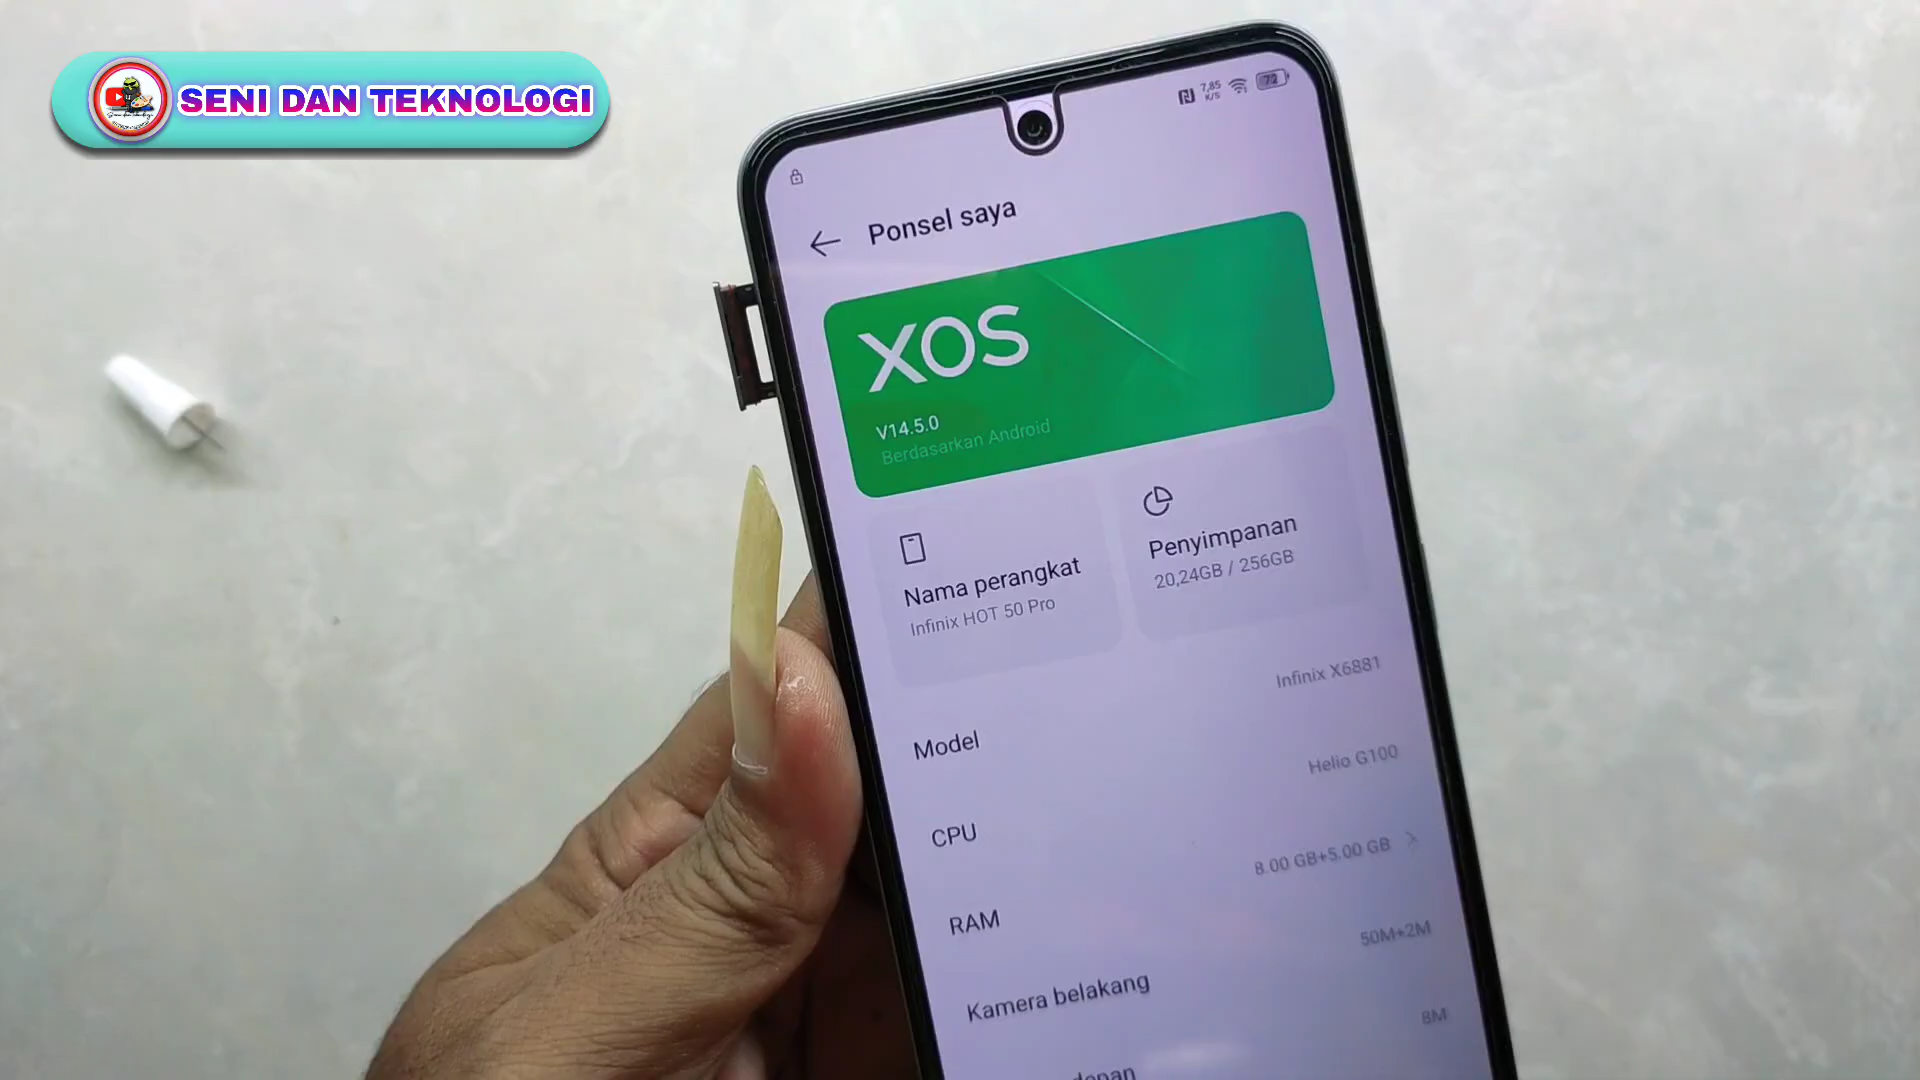 SENI DAN TEKNOLOGI
7,85
K/S
72
Ponsel saya
XOS
V14.5.0
Berdasarkan Android
Nama perangkat
Infinix HOT 50 Pro
Penyimpanan
20,24GB / 256GB
Model
Infinix X6881
CPU
Helio G100
RAM
8.00 GB+5.00 GB
Kamera belakang
50M+2M
8M